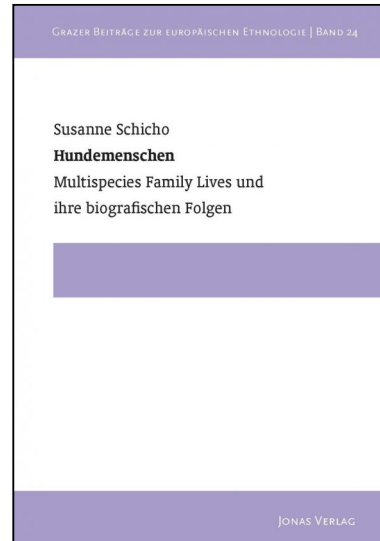 Grazer Beiträge zur europäischen Ethnologie | Band 24
Susanne Schicho
Hundemenschen
Multispecies Family Lives und
ihre biografischen Folgen
Jonas Verlag